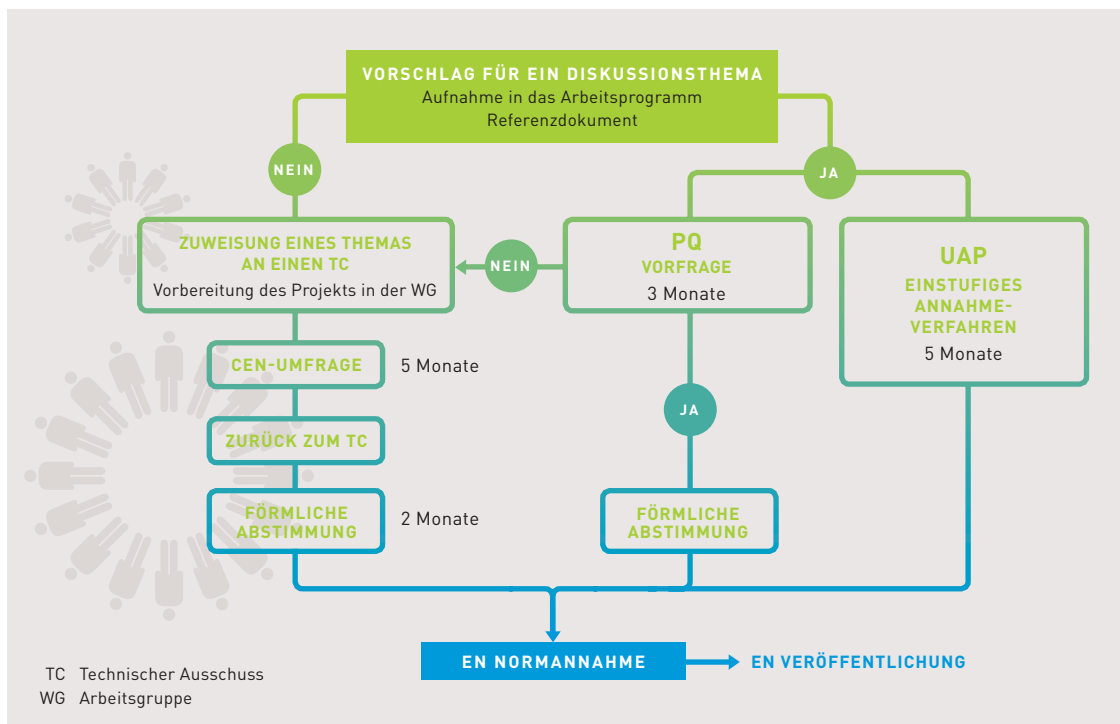 VORSCHLAG FÜR EIN DISKUSSIONSTHEMA
Aufnahme in das Arbeitsprogramm
Referenzdokument
NEIN
JA
ZUWEISUNG EINES THEMAS
AN EINEN TC
Vorbereitung des Projekts in der WG
NEIN
PQ
VORFRAGE
3 Monate
UAP
EINSTUFIGES
ANNAHME-
VERFAHREN
5 Monate
CEN-UMFRAGE
5 Monate
JA
ZURÜCK ZUM TC
FÖRMLICHE
ABSTIMMUNG
2 Monate
FÖRMLICHE
ABSTIMMUNG
EN NORMANNAHME
EN VERÖFFENTLICHUNG
TC Technischer Ausschuss
WG Arbeitsgruppe